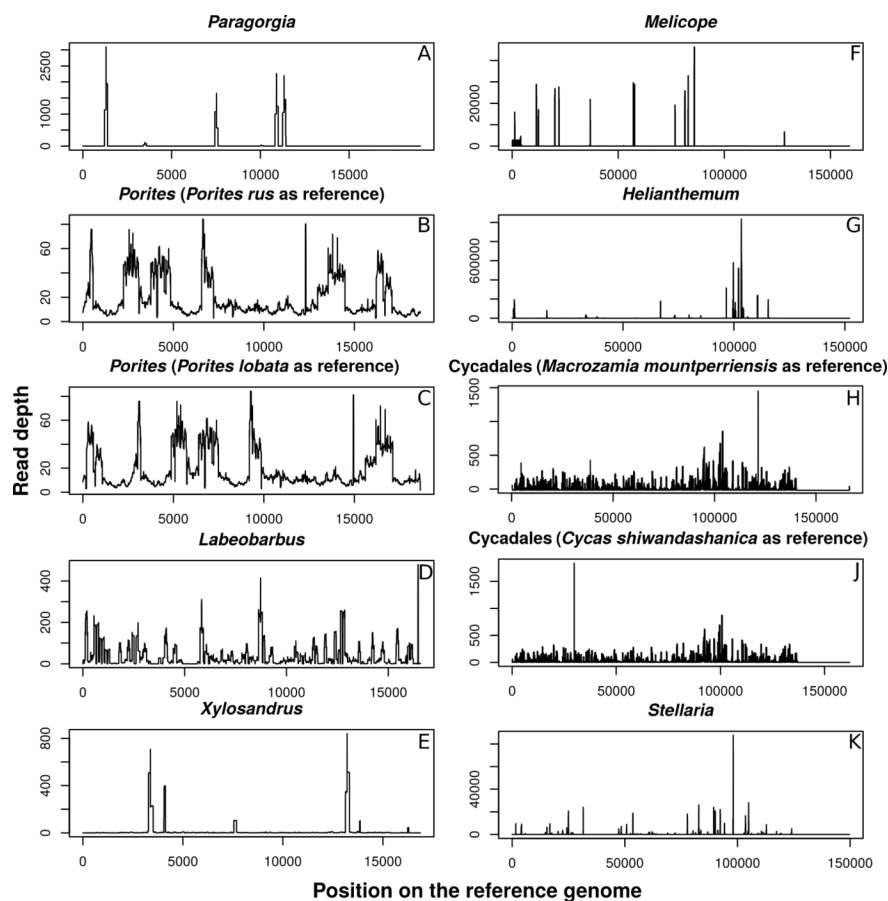 Paragorgia
A
2500
1000
0
0 5000 10000 15000
Porites (Porites rus as reference)
B
60
20
0
0 5000 10000 15000
Porites (Porites lobata as reference)
C
60
20
0
0 5000 10000 15000
Labeobarbus
D
400
200
0
0 5000 10000 15000
Xylosandrus
E
800
400
0
0 5000 10000 15000
Melicope
F
20000
0
0 50000 100000 150000
Helianthemum
G
600000
0
0 50000 100000 150000
Cycadales (Macrozamia mountperriensis as reference)
H
1500
500
0
0 50000 100000 150000
Cycadales (Cycas shiwandashanica as reference)
J
1500
500
0
0 50000 100000 150000
Stellaria
K
40000
0
0 50000 100000 150000
Read depth
Position on the reference genome